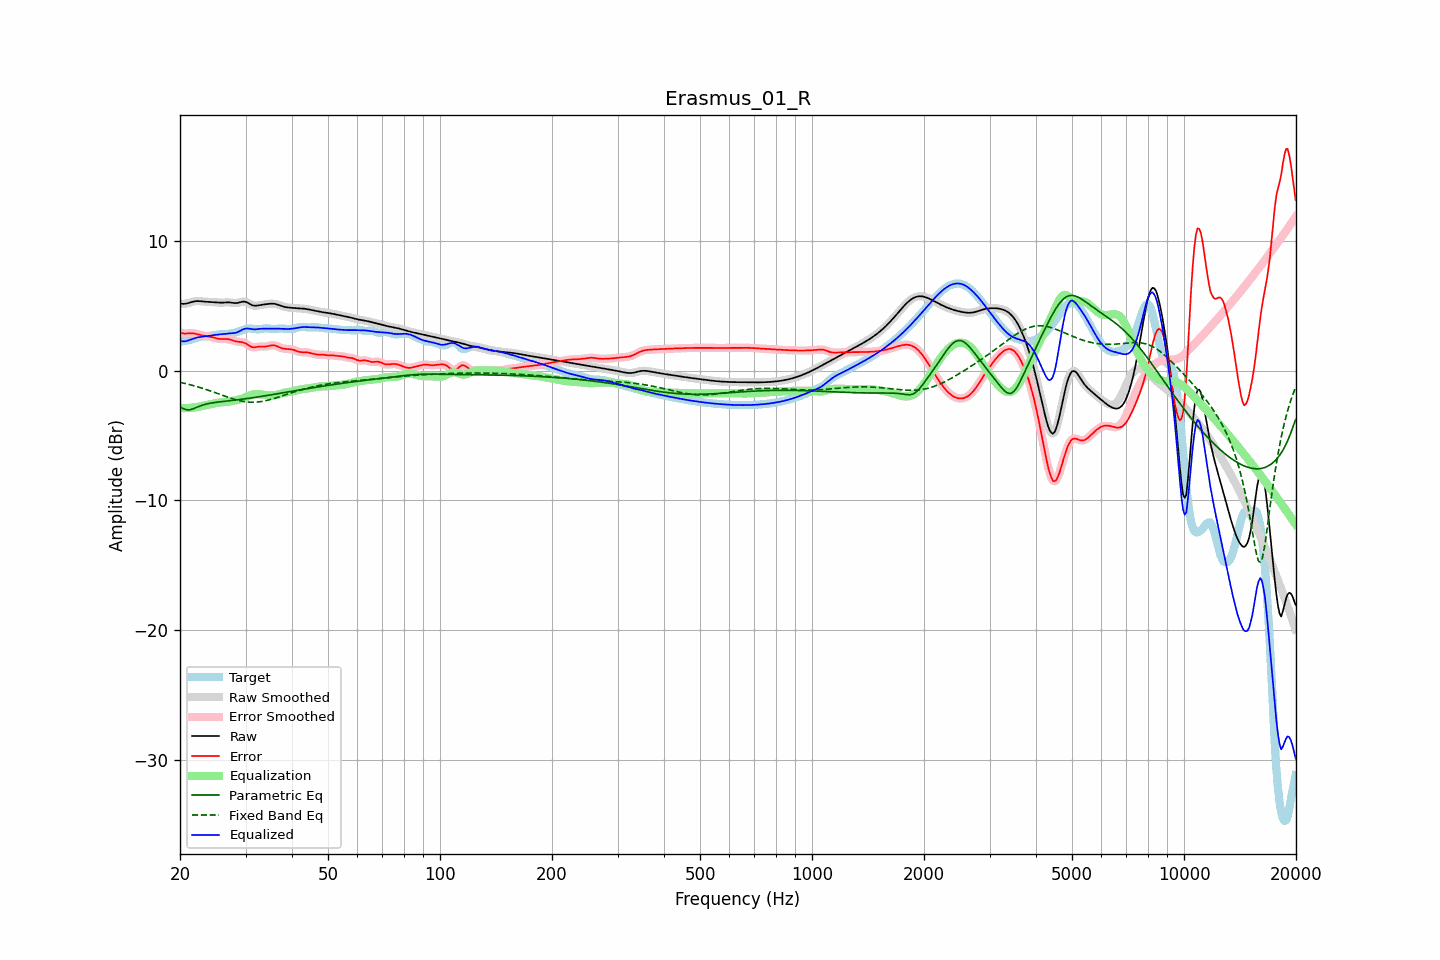 Erasmus_01_R
Amplitude (dBr)
10
0
−10
−20
−30
Target
Raw Smoothed
Error Smoothed
Raw
Error
Equalization
Parametric Eq
Fixed Band Eq
Equalized
20
50
100
200
500
1000
2000
5000
10000
20000
Frequency (Hz)